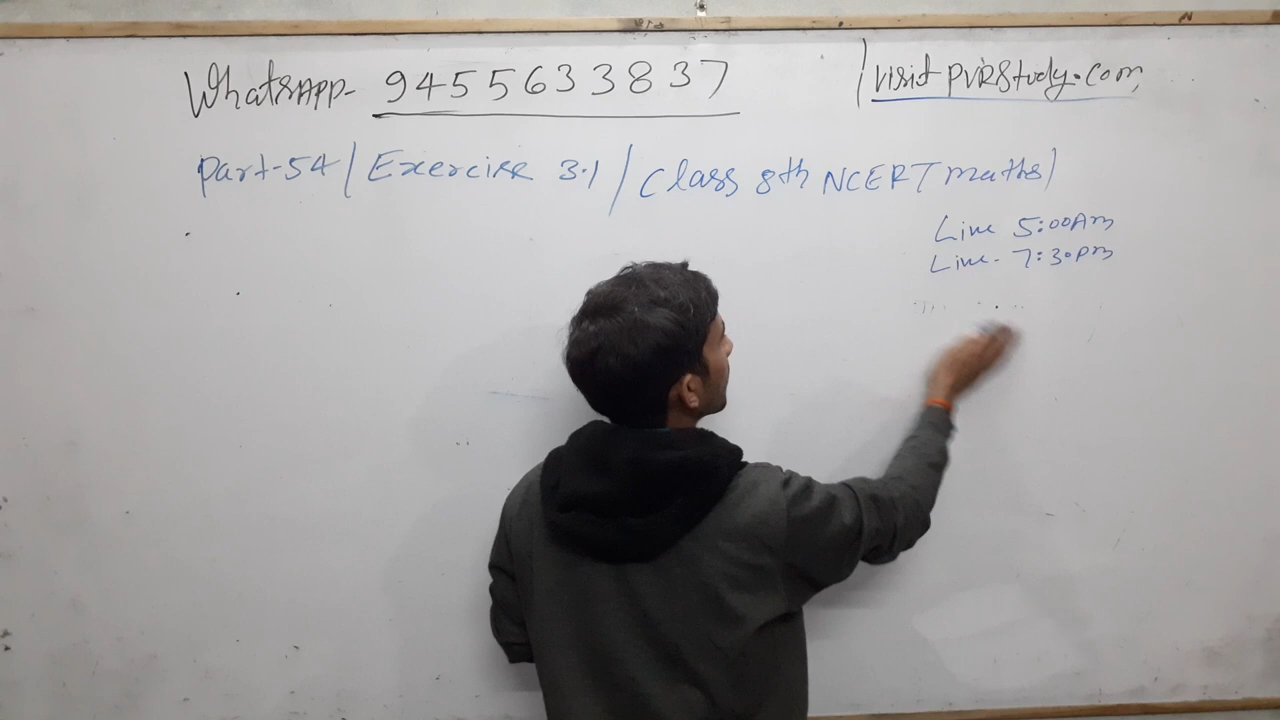 WhatsAPP- 9455633837 / visit PVRStudy.com,
Part-54 / Exercise 3.1 / Class 8th NCERT maths)
Live 5:00Am
Live- 7:30pm